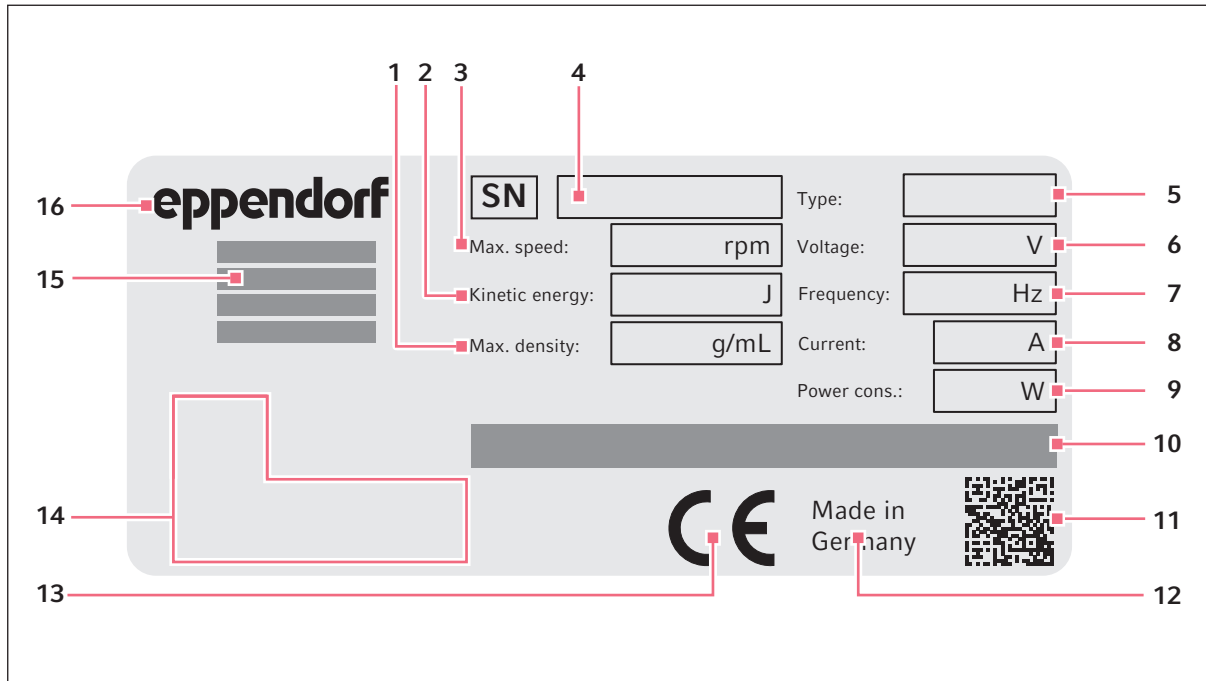 1 2 3 4
16 eppendorf SN Type: 5
15 Max. speed: rpm Voltage: V 6
Kinetic energy: J Frequency: Hz 7
Max. density: g/mL Current: A 8
Power cons.: W 9
10
14 CE Made in 11
Germany
13 12